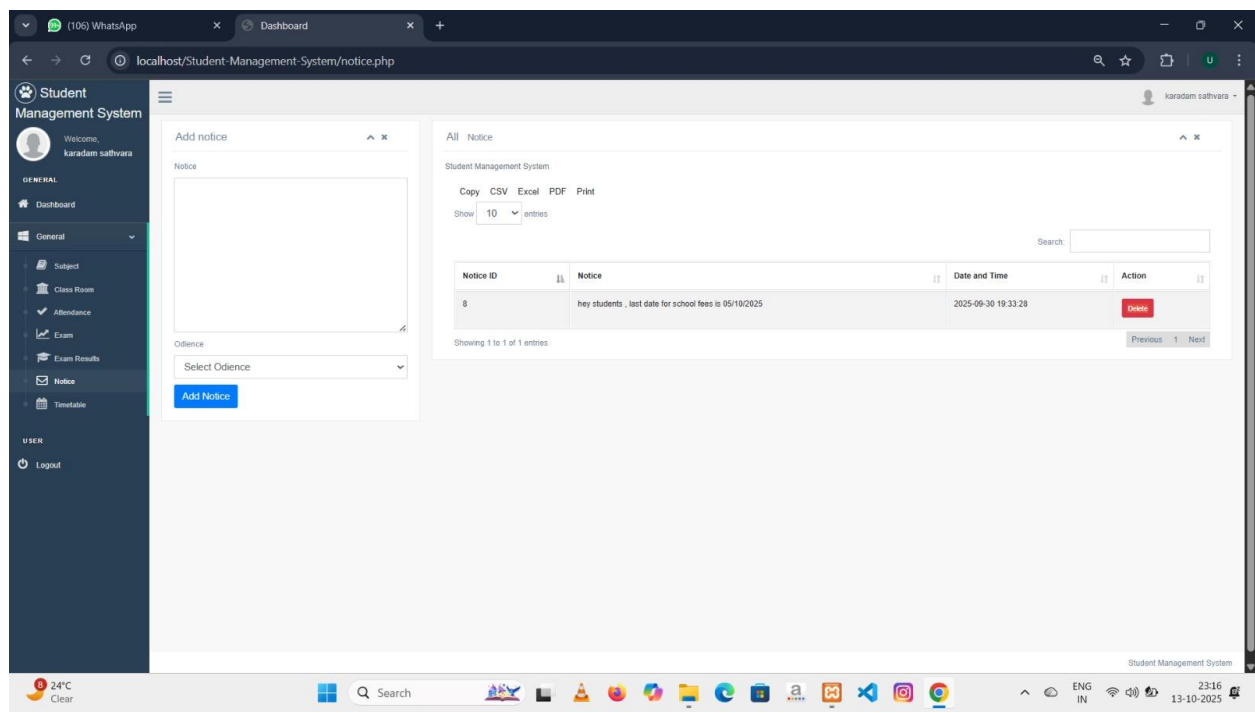 (106) WhatsApp
Dashboard
localhost/Student-Management-System/notice.php
U
Student
Management System
Welcome,
karadam sathvara
GENERAL
Dashboard
General
Subject
Class Room
Attendance
Exam
Exam Results
Notice
Timetable
USER
Logout
karadam sathvara
Add notice
Notice
Odience
Select Odience
Add Notice
All Notice
Student Management System
Copy CSV Excel PDF Print
Show 10 entries
Search:
Notice ID Notice Date and Time Action
8 hey students , last date for school fees is 05/10/2025 2025-09-30 19:33:28 Delete
Showing 1 to 1 of 1 entries
Previous 1 Next
Student Management System
8
24°C
Clear
Search
a
ENG
IN
23:16
13-10-2025